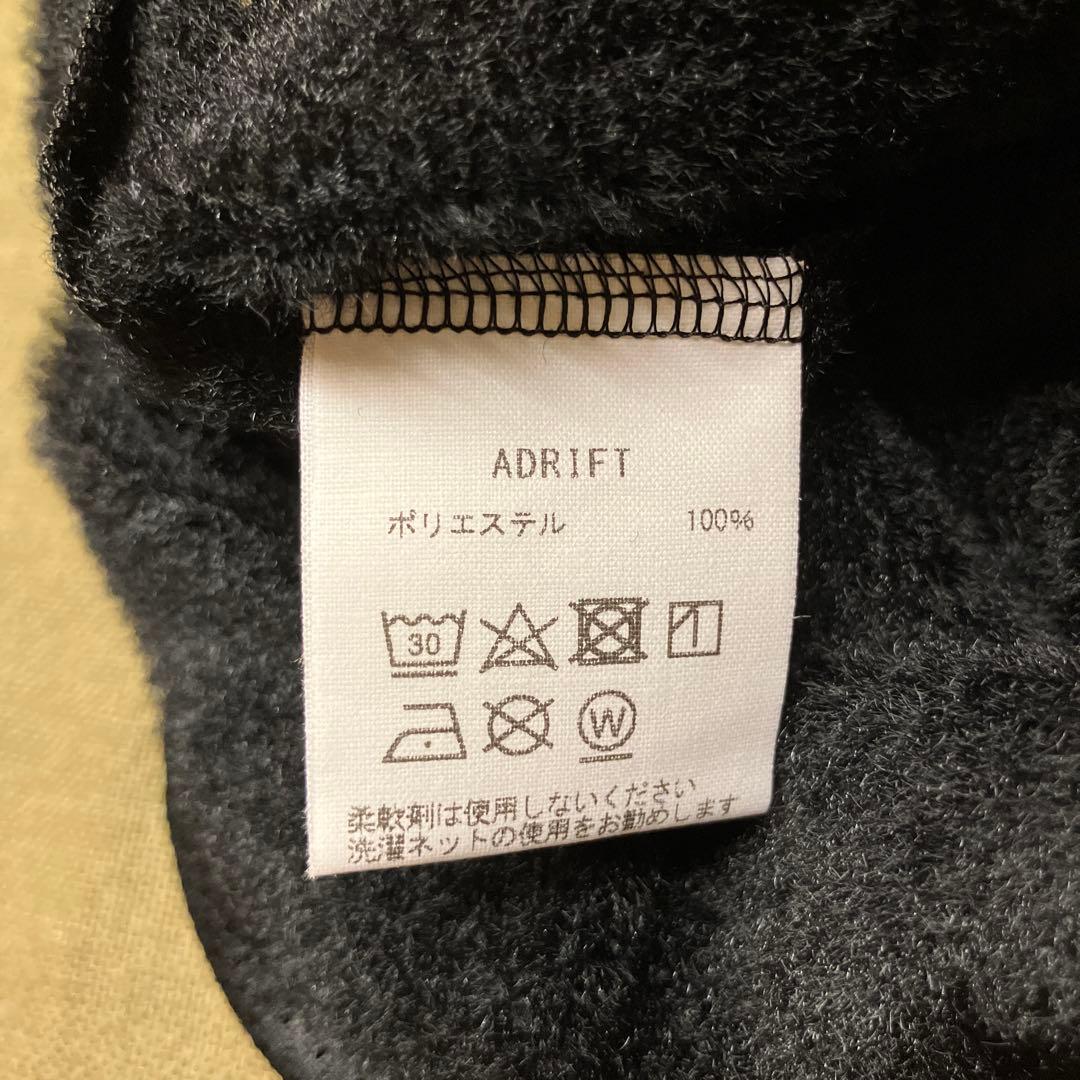 ADRIFT
ポリエステル 100%
30
W
柔軟剤は使用しないください
洗濯ネットの使用をお勧めします